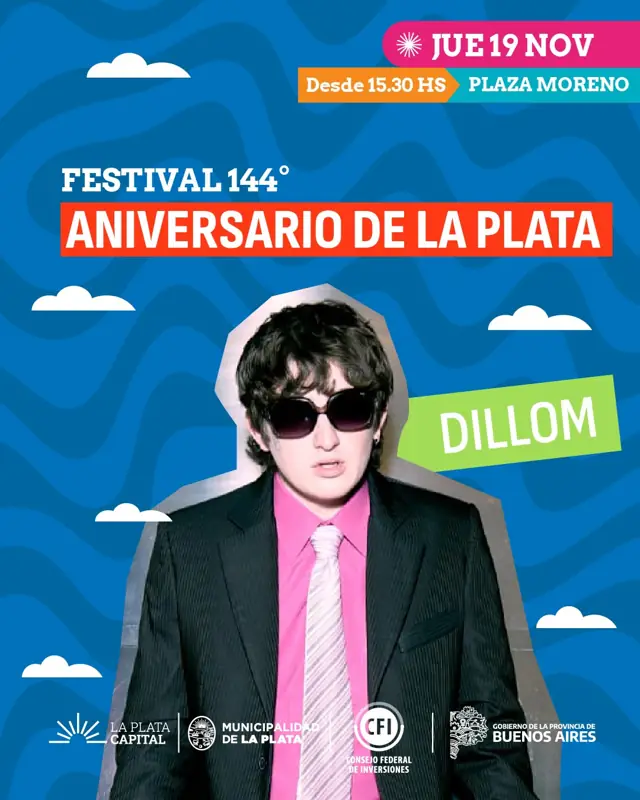 JUE 19 NOV
Desde 15.30 HS
PLAZA MORENO
FESTIVAL 144°
ANIVERSARIO DE LA PLATA
DILLOM
LA PLATA
CAPITAL
MUNICIPALIDAD
DE LA PLATA
CFI
CONSEJO FEDERAL
DE INVERSIONES
GOBIERNO DE LA PROVINCIA DE
BUENOS AIRES